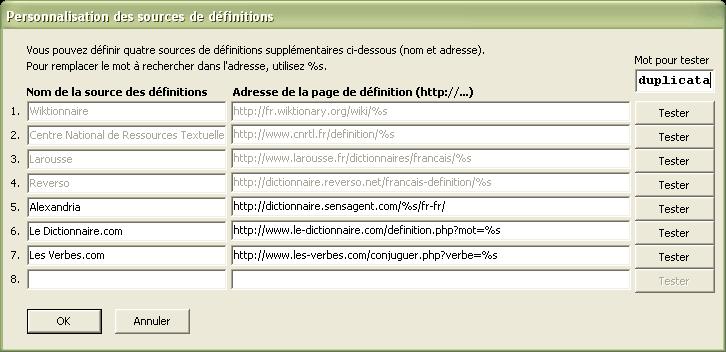 Personnalisation des sources de définitions
Vous pouvez définir quatre sources de définitions supplémentaires ci-dessous (nom et adresse).
Pour remplacer le mot à rechercher dans l'adresse, utilisez %s.
Mot pour tester
duplicata
Nom de la source des définitions Adresse de la page de définition (http://...)
1. Wiktionnaire http://fr.wiktionary.org/wiki/%s Tester
2. Centre National de Ressources Textuelle http://www.cnrtl.fr/definition/%s Tester
3. Larousse http://www.larousse.fr/dictionnaires/francais/%s Tester
4. Reverso http://dictionnaire.reverso.net/francais-definition/%s Tester
5. Alexandria http://dictionnaire.sensagent.com/%s/fr-fr/ Tester
6. Le Dictionnaire.com http://www.le-dictionnaire.com/definition.php?mot=%s Tester
7. Les Verbes.com http://www.les-verbes.com/conjuguer.php?verbe=%s Tester
8. Tester
OK Annuler